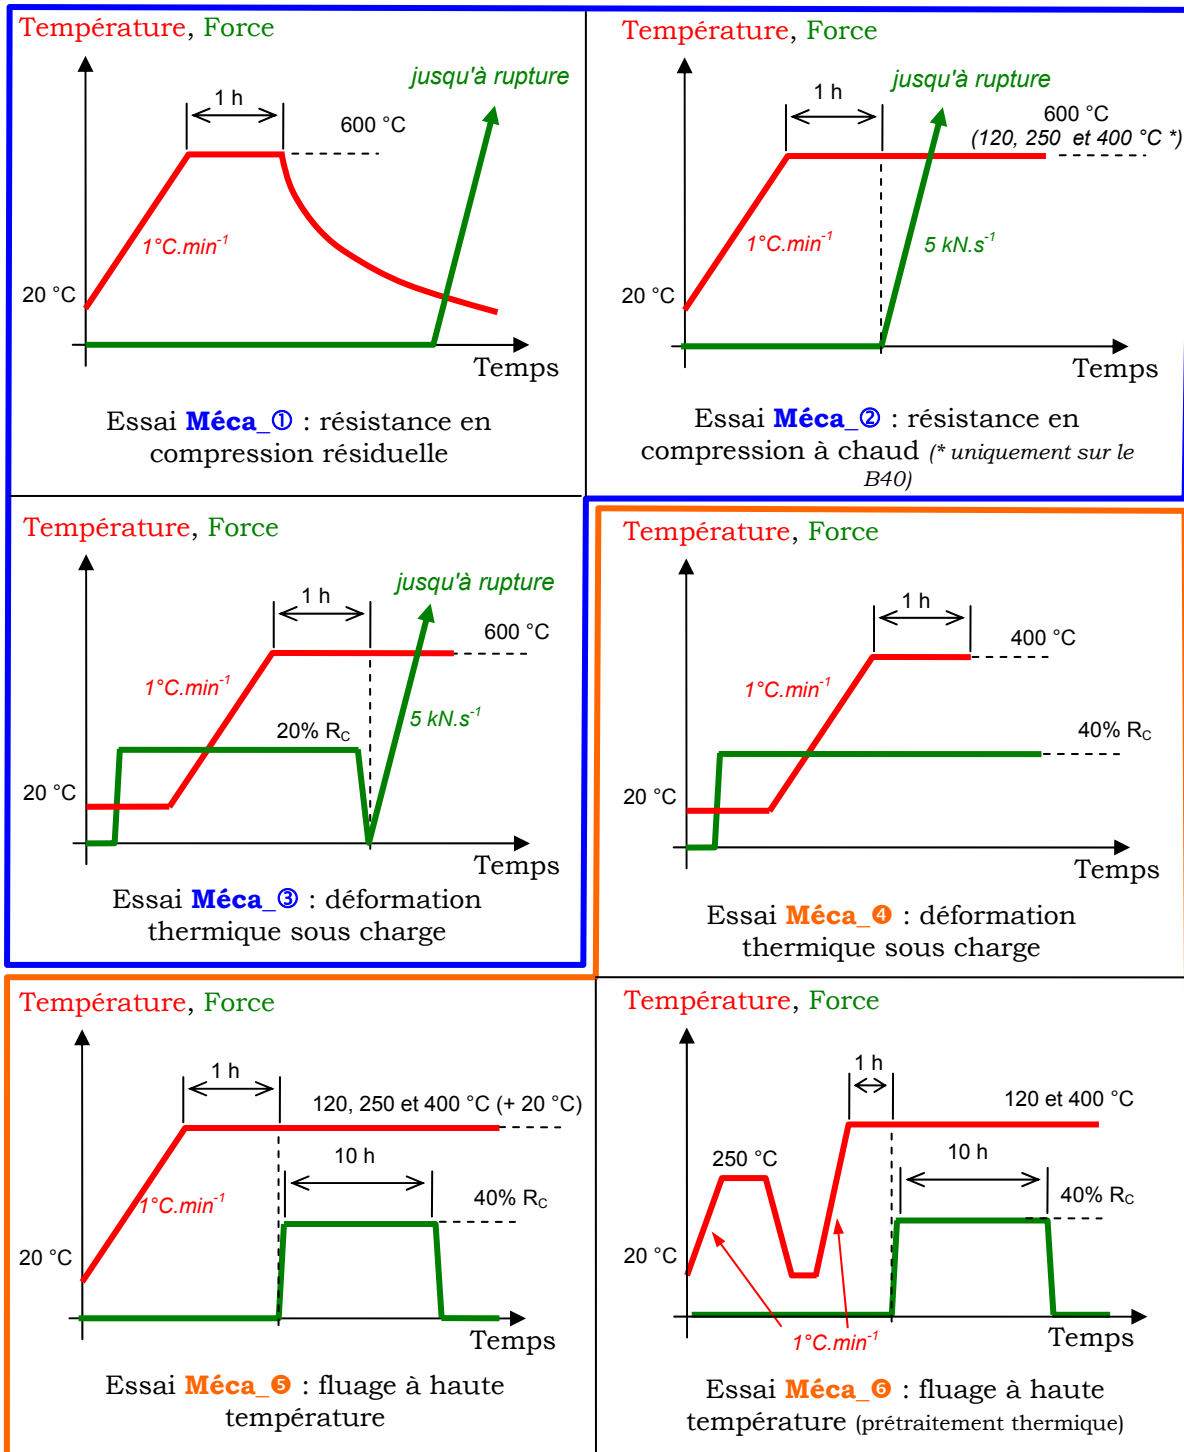 Température, Force
jusqu'à rupture
1 h
600 °C
1°C.min-1
20 °C
Temps
Essai Méca_① : résistance en
compression résiduelle
Température, Force
jusqu'à rupture
1 h
600 °C
(120, 250 et 400 °C *)
1°C.min-1
5 kN.s-1
20 °C
Temps
Essai Méca_② : résistance en
compression à chaud (* uniquement sur le
B40)
Température, Force
jusqu'à rupture
1 h
600 °C
1°C.min-1
20% RC
5 kN.s-1
20 °C
Temps
Essai Méca_③ : déformation
thermique sous charge
Température, Force
1 h
400 °C
1°C.min-1
40% RC
20 °C
Temps
Essai Méca_❹ : déformation
thermique sous charge
Température, Force
1 h
120, 250 et 400 °C (+ 20 °C)
10 h
1°C.min-1
40% RC
20 °C
Temps
Essai Méca_❺ : fluage à haute
température
Température, Force
1 h
120 et 400 °C
250 °C
10 h
40% RC
20 °C
1°C.min-1
Temps
Essai Méca_❻ : fluage à haute
température (prétraitement thermique)